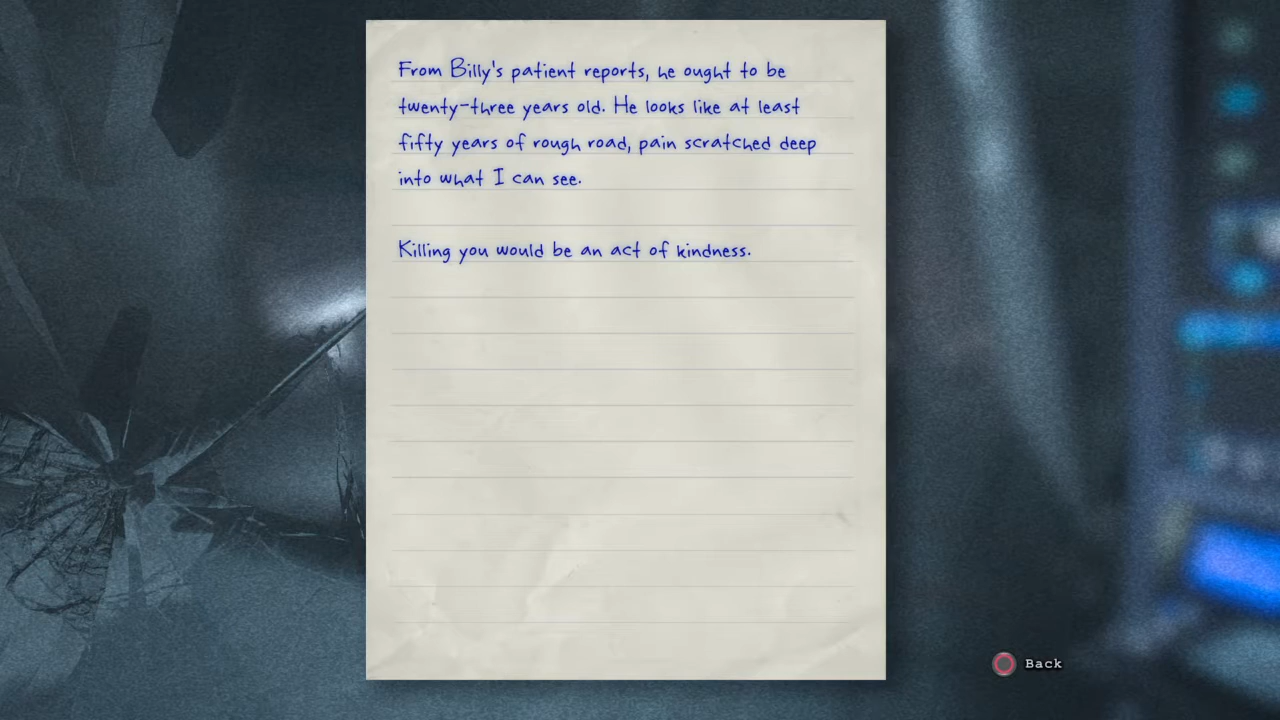 From Billy's patient reports, he ought to be
twenty-three years old. He looks like at least
fifty years of rough road, pain scratched deep
into what I can see.
Killing you would be an act of kindness.
Back